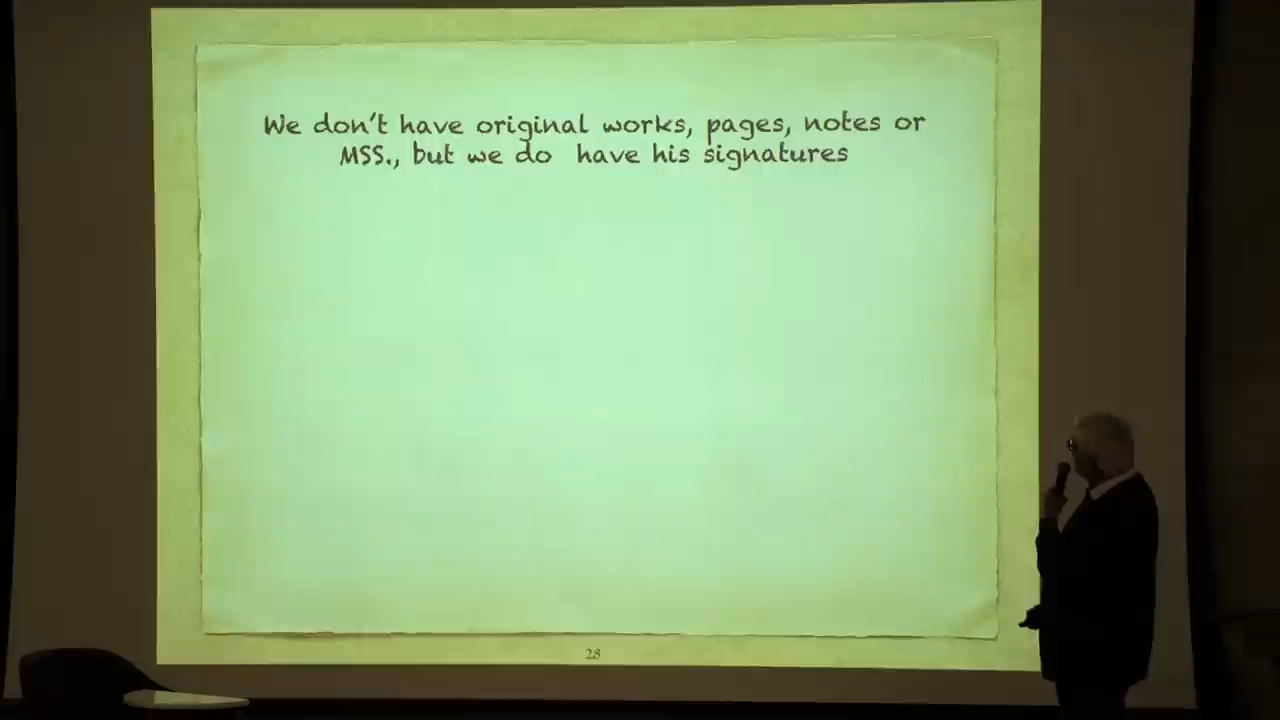 We don't have original works, pages, notes or
MSS., but we do have his signatures
28